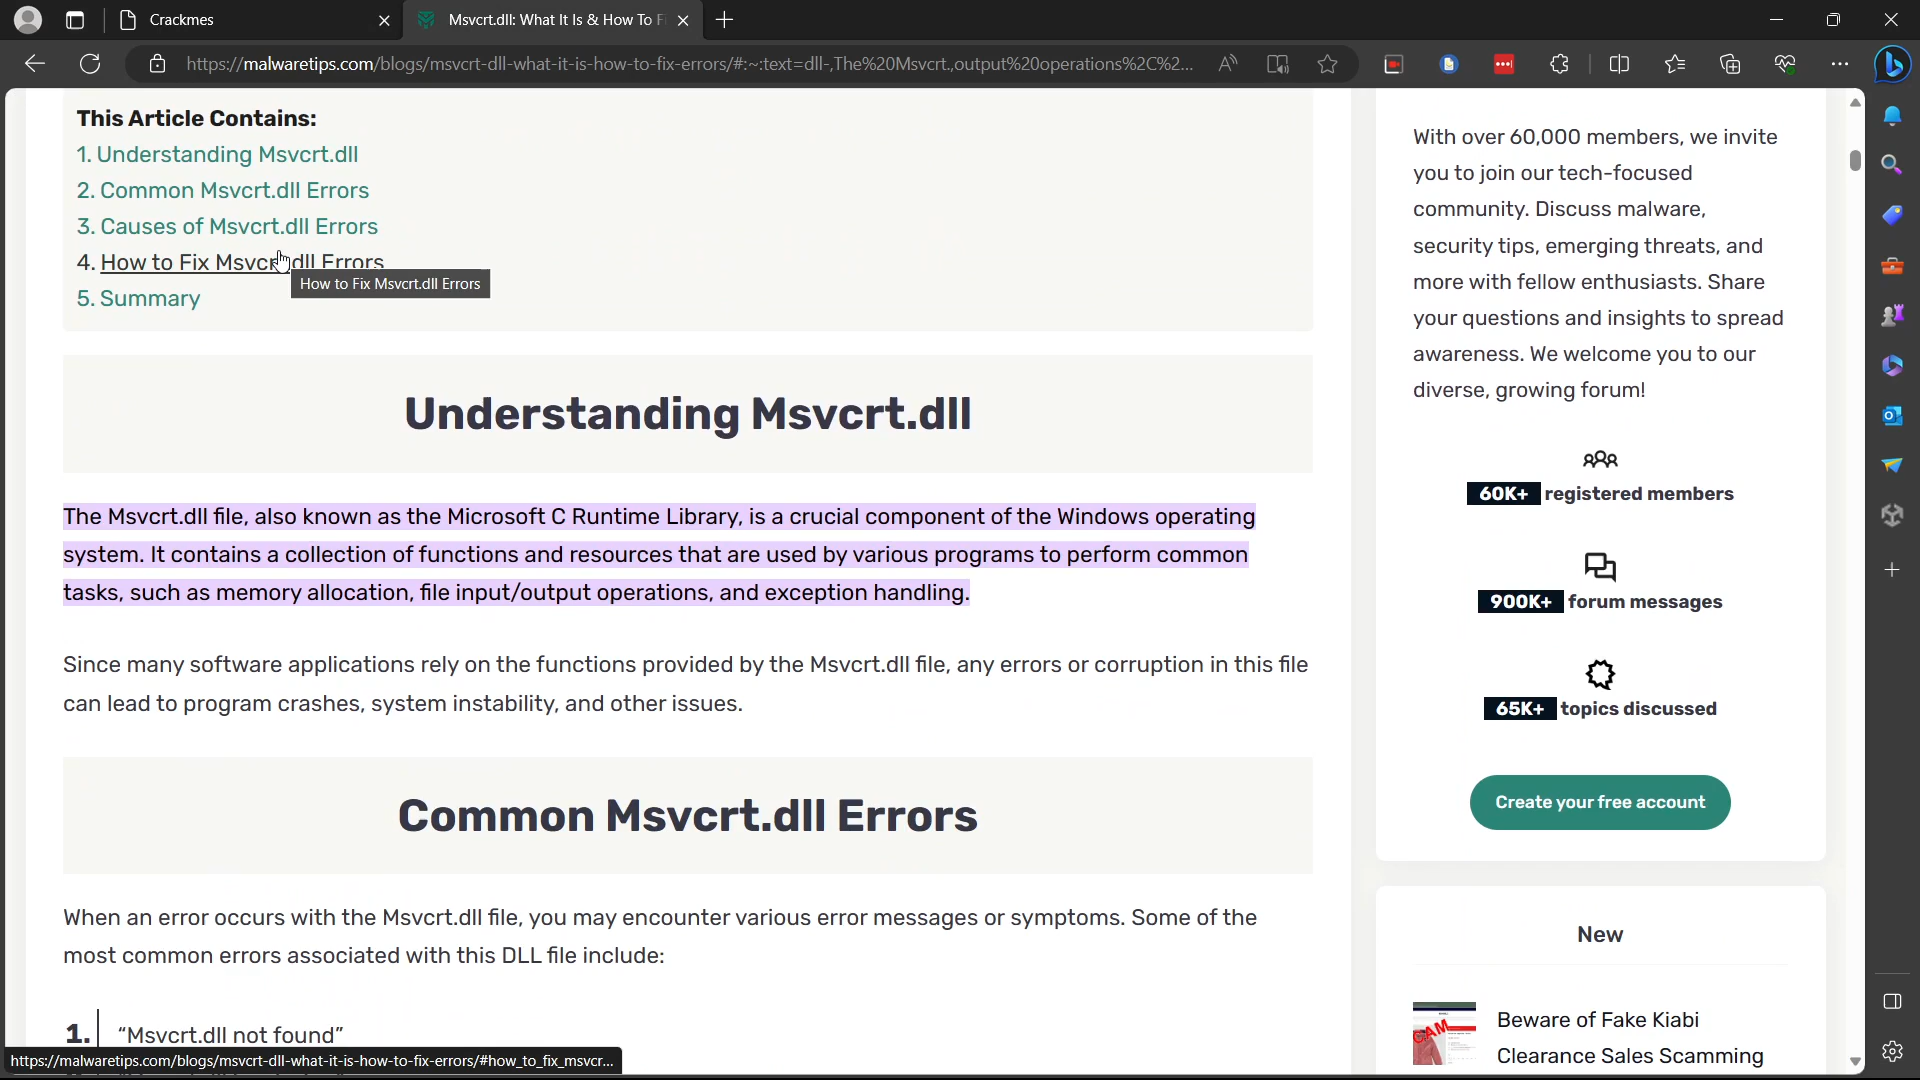 Crackmes
Msvcrt.dll: What It Is & How To Fi
https://malwaretips.com/blogs/msvcrt-dll-what-it-is-how-to-fix-errors/#:~:text=dll-,The%20Msvcrt.,output%20operations%2C%2...
This Article Contains:
1. Understanding Msvcrt.dll
2. Common Msvcrt.dll Errors
3. Causes of Msvcrt.dll Errors
4. How to Fix Msvcrt.dll Errors
How to Fix Msvcrt.dll Errors
5. Summary
Understanding Msvcrt.dll
The Msvcrt.dll file, also known as the Microsoft C Runtime Library, is a crucial component of the Windows operating
system. It contains a collection of functions and resources that are used by various programs to perform common
tasks, such as memory allocation, file input/output operations, and exception handling.
Since many software applications rely on the functions provided by the Msvcrt.dll file, any errors or corruption in this file
can lead to program crashes, system instability, and other issues.
Common Msvcrt.dll Errors
When an error occurs with the Msvcrt.dll file, you may encounter various error messages or symptoms. Some of the
most common errors associated with this DLL file include:
1. “Msvcrt.dll not found”
https://malwaretips.com/blogs/msvcrt-dll-what-it-is-how-to-fix-errors/#how_to_fix_msvcr...
With over 60,000 members, we invite
you to join our tech-focused
community. Discuss malware,
security tips, emerging threats, and
more with fellow enthusiasts. Share
your questions and insights to spread
awareness. We welcome you to our
diverse, growing forum!
60K+ registered members
900K+ forum messages
65K+ topics discussed
Create your free account
New
Beware of Fake Kiabi
Clearance Sales Scamming